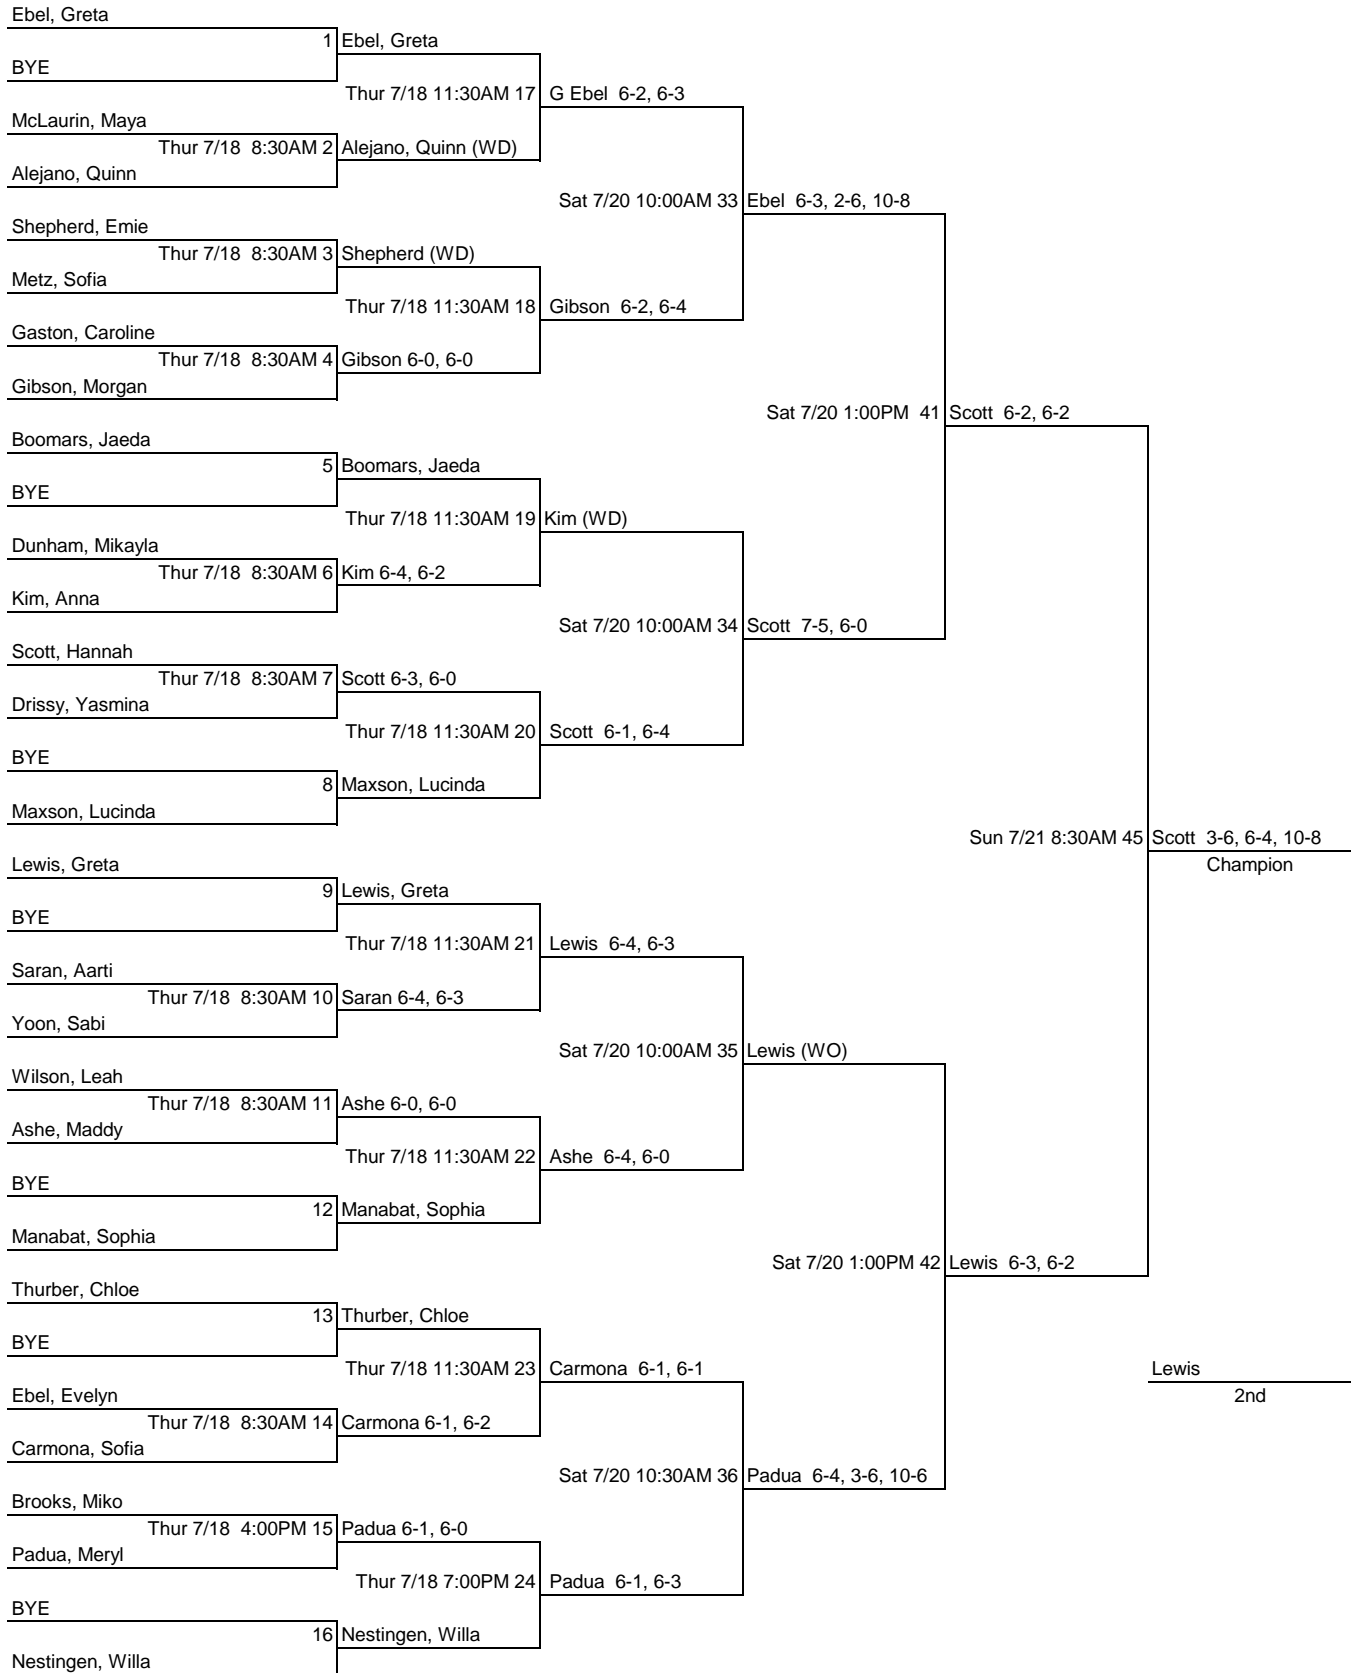 Ebel, Greta
1 Ebel, Greta
BYE
Thur 7/18 11:30AM 17 G Ebel 6-2, 6-3
McLaurin, Maya
Thur 7/18 8:30AM 2 Alejano, Quinn (WD)
Alejano, Quinn
Sat 7/20 10:00AM 33 Ebel 6-3, 2-6, 10-8
Shepherd, Emie
Thur 7/18 8:30AM 3 Shepherd (WD)
Metz, Sofia
Thur 7/18 11:30AM 18 Gibson 6-2, 6-4
Gaston, Caroline
Thur 7/18 8:30AM 4 Gibson 6-0, 6-0
Gibson, Morgan
Sat 7/20 1:00PM 41 Scott 6-2, 6-2
Boomars, Jaeda
5 Boomars, Jaeda
BYE
Thur 7/18 11:30AM 19 Kim (WD)
Dunham, Mikayla
Thur 7/18 8:30AM 6 Kim 6-4, 6-2
Kim, Anna
Sat 7/20 10:00AM 34 Scott 7-5, 6-0
Scott, Hannah
Thur 7/18 8:30AM 7 Scott 6-3, 6-0
Drissy, Yasmina
Thur 7/18 11:30AM 20 Scott 6-1, 6-4
BYE
8 Maxson, Lucinda
Maxson, Lucinda
Sun 7/21 8:30AM 45 Scott 3-6, 6-4, 10-8
Champion
Lewis, Greta
9 Lewis, Greta
BYE
Thur 7/18 11:30AM 21 Lewis 6-4, 6-3
Saran, Aarti
Thur 7/18 8:30AM 10 Saran 6-4, 6-3
Yoon, Sabi
Sat 7/20 10:00AM 35 Lewis (WO)
Wilson, Leah
Thur 7/18 8:30AM 11 Ashe 6-0, 6-0
Ashe, Maddy
Thur 7/18 11:30AM 22 Ashe 6-4, 6-0
BYE
12 Manabat, Sophia
Manabat, Sophia
Sat 7/20 1:00PM 42 Lewis 6-3, 6-2
Thurber, Chloe
13 Thurber, Chloe
BYE
Thur 7/18 11:30AM 23 Carmona 6-1, 6-1
Lewis
2nd
Ebel, Evelyn
Thur 7/18 8:30AM 14 Carmona 6-1, 6-2
Carmona, Sofia
Sat 7/20 10:30AM 36 Padua 6-4, 3-6, 10-6
Brooks, Miko
Thur 7/18 4:00PM 15 Padua 6-1, 6-0
Padua, Meryl
Thur 7/18 7:00PM 24 Padua 6-1, 6-3
BYE
16 Nestingen, Willa
Nestingen, Willa